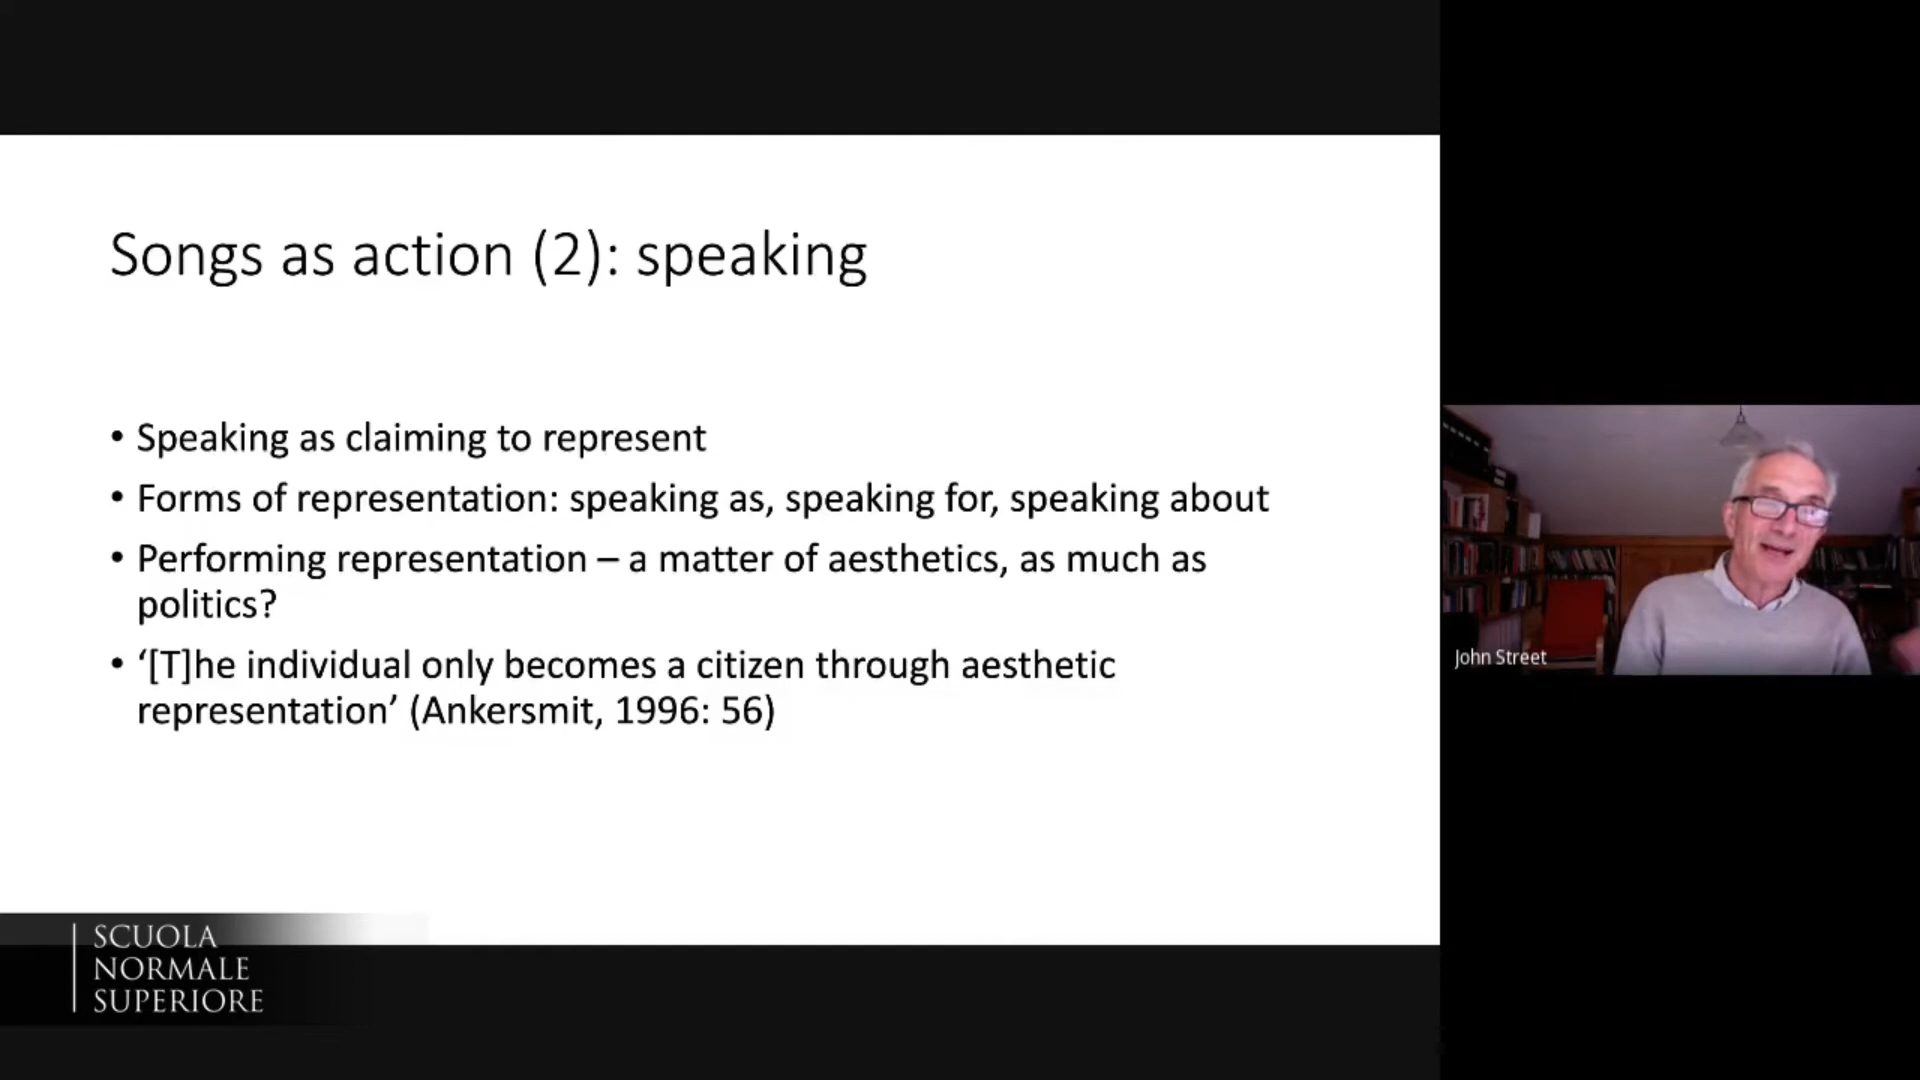 Songs as action (2): speaking
• Speaking as claiming to represent
• Forms of representation: speaking as, speaking for, speaking about
• Performing representation – a matter of aesthetics, as much as
politics?
• ‘[T]he individual only becomes a citizen through aesthetic
representation’ (Ankersmit, 1996: 56)
John Street
SCUOLA
NORMALE
SUPERIORE